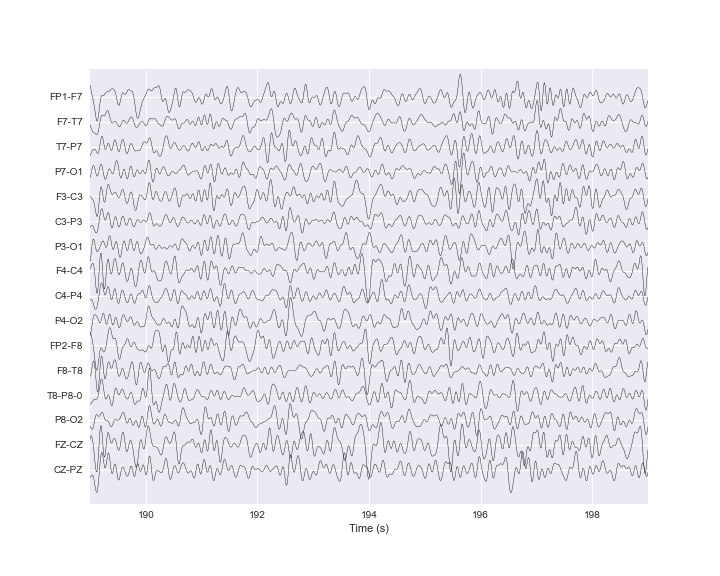 FP1-F7
F7-T7
T7-P7
P7-O1
F3-C3
C3-P3
P3-O1
F4-C4
C4-P4
P4-O2
FP2-F8
F8-T8
T8-P8-0
P8-O2
FZ-CZ
CZ-PZ
190 192 194 196 198
Time (s)